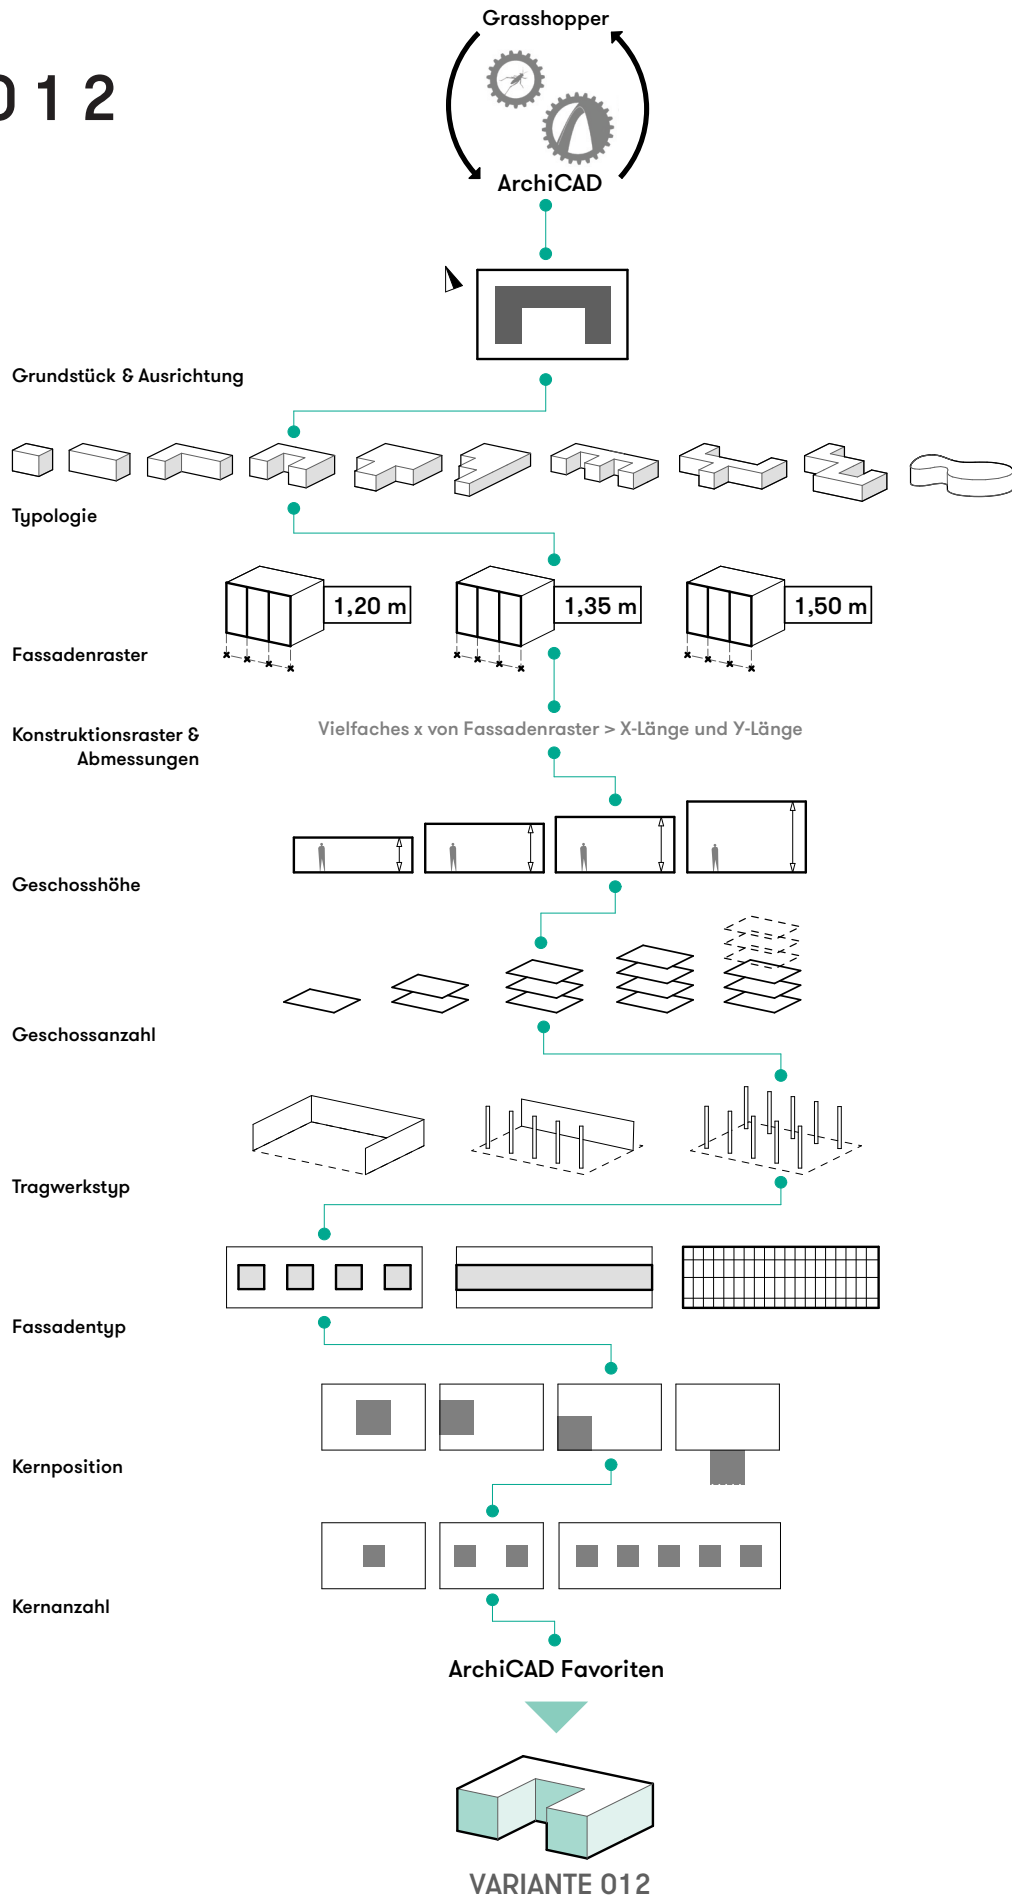 Grasshopper
012
ArchiCAD
Grundstück & Ausrichtung
Typologie
1,20 m
1,35 m
1,50 m
Fassadenraster
Konstruktionsraster &
Abmessungen
Vielfaches x von Fassadenraster > X-Länge und Y-Länge
Geschosshöhe
Geschossanzahl
Tragwerkstyp
Fassadentyp
Kernposition
Kernanzahl
ArchiCAD Favoriten
VARIANTE 012